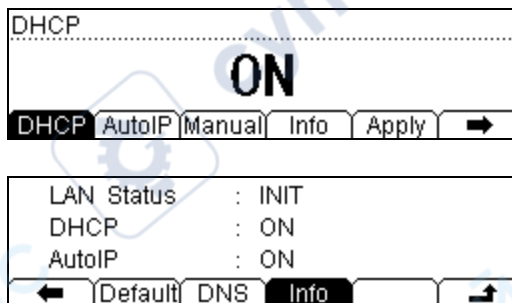 DHCP
ON
DHCP AutoIP Manual Info Apply
LAN Status : INIT
DHCP : ON
AutoIP : ON
Default DNS Info